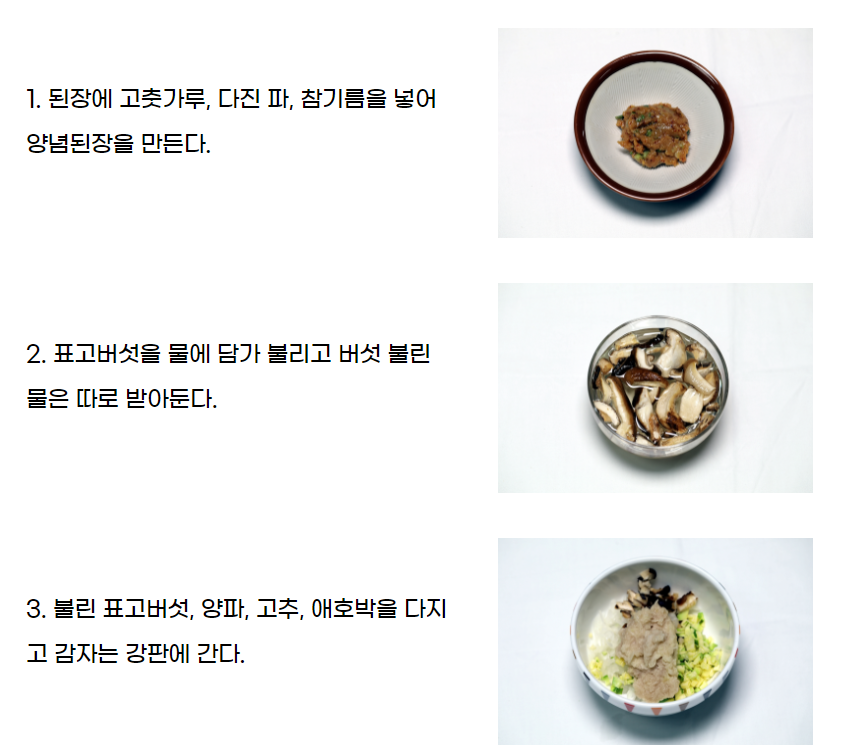 1. 된장에 고춧가루, 다진 파, 참기름을 넣어
양념된장을 만든다.
2. 표고버섯을 물에 담가 불리고 버섯 불린
물은 따로 받아둔다.
3. 불린 표고버섯, 양파, 고추, 애호박을 다지
고 감자는 강판에 간다.